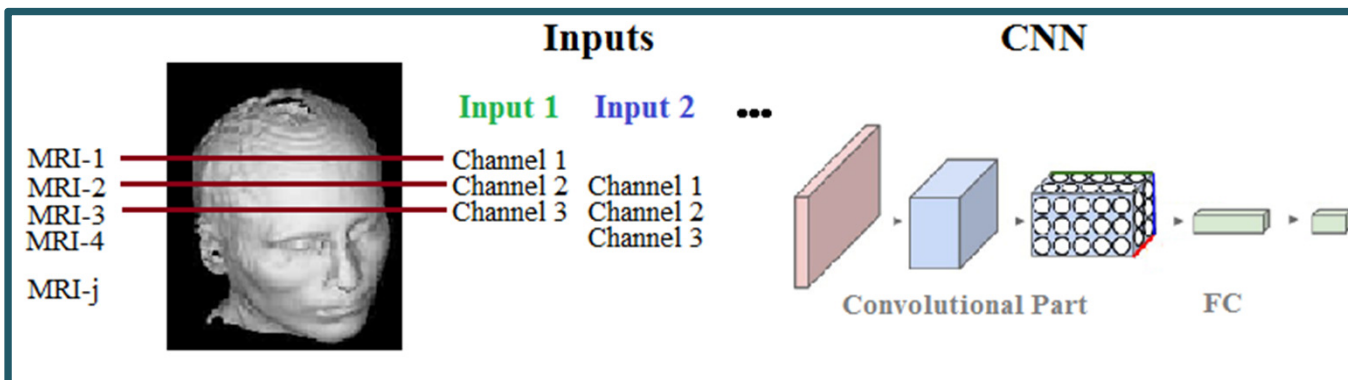 Inputs
CNN
Input 1
Input 2
...
MRI-1
MRI-2
MRI-3
MRI-4
MRI-j
Channel 1
Channel 2
Channel 3
Channel 1
Channel 2
Channel 3
Convolutional Part
FC